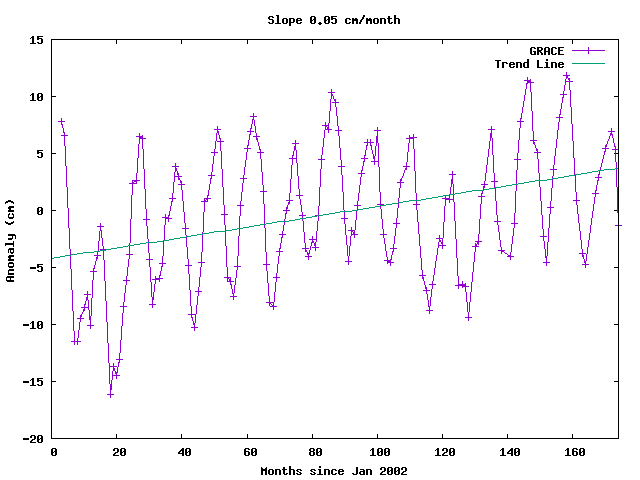 Slope 0.05 cm/month
GRACE
Trend Line
15
10
5
0
-5
-10
-15
-20
Anomaly (cm)
0 20 40 60 80 100 120 140 160
Months since Jan 2002